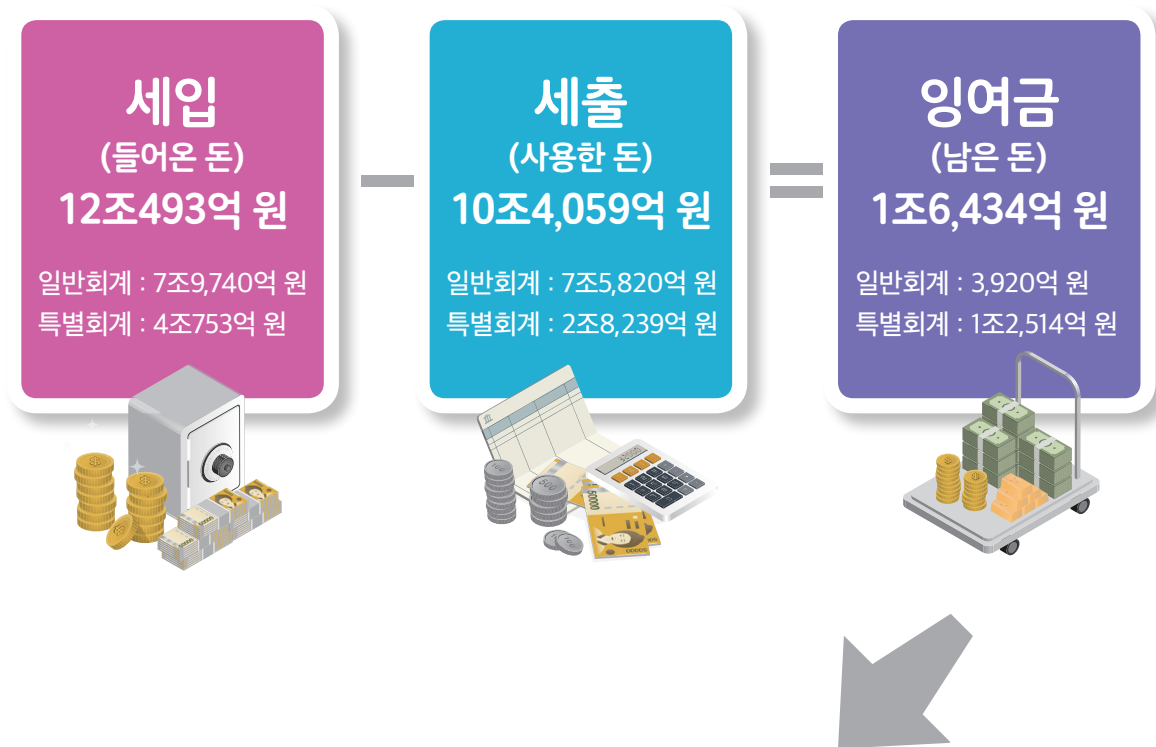 세입
(들어온 돈)
12조493억 원
일반회계 : 7조9,740억 원
특별회계 : 4조753억 원
세출
(사용한 돈)
10조4,059억 원
일반회계 : 7조5,820억 원
특별회계 : 2조8,239억 원
잉여금
(남은 돈)
1조6,434억 원
일반회계 : 3,920억 원
특별회계 : 1조2,514억 원
100
500
50000
50000